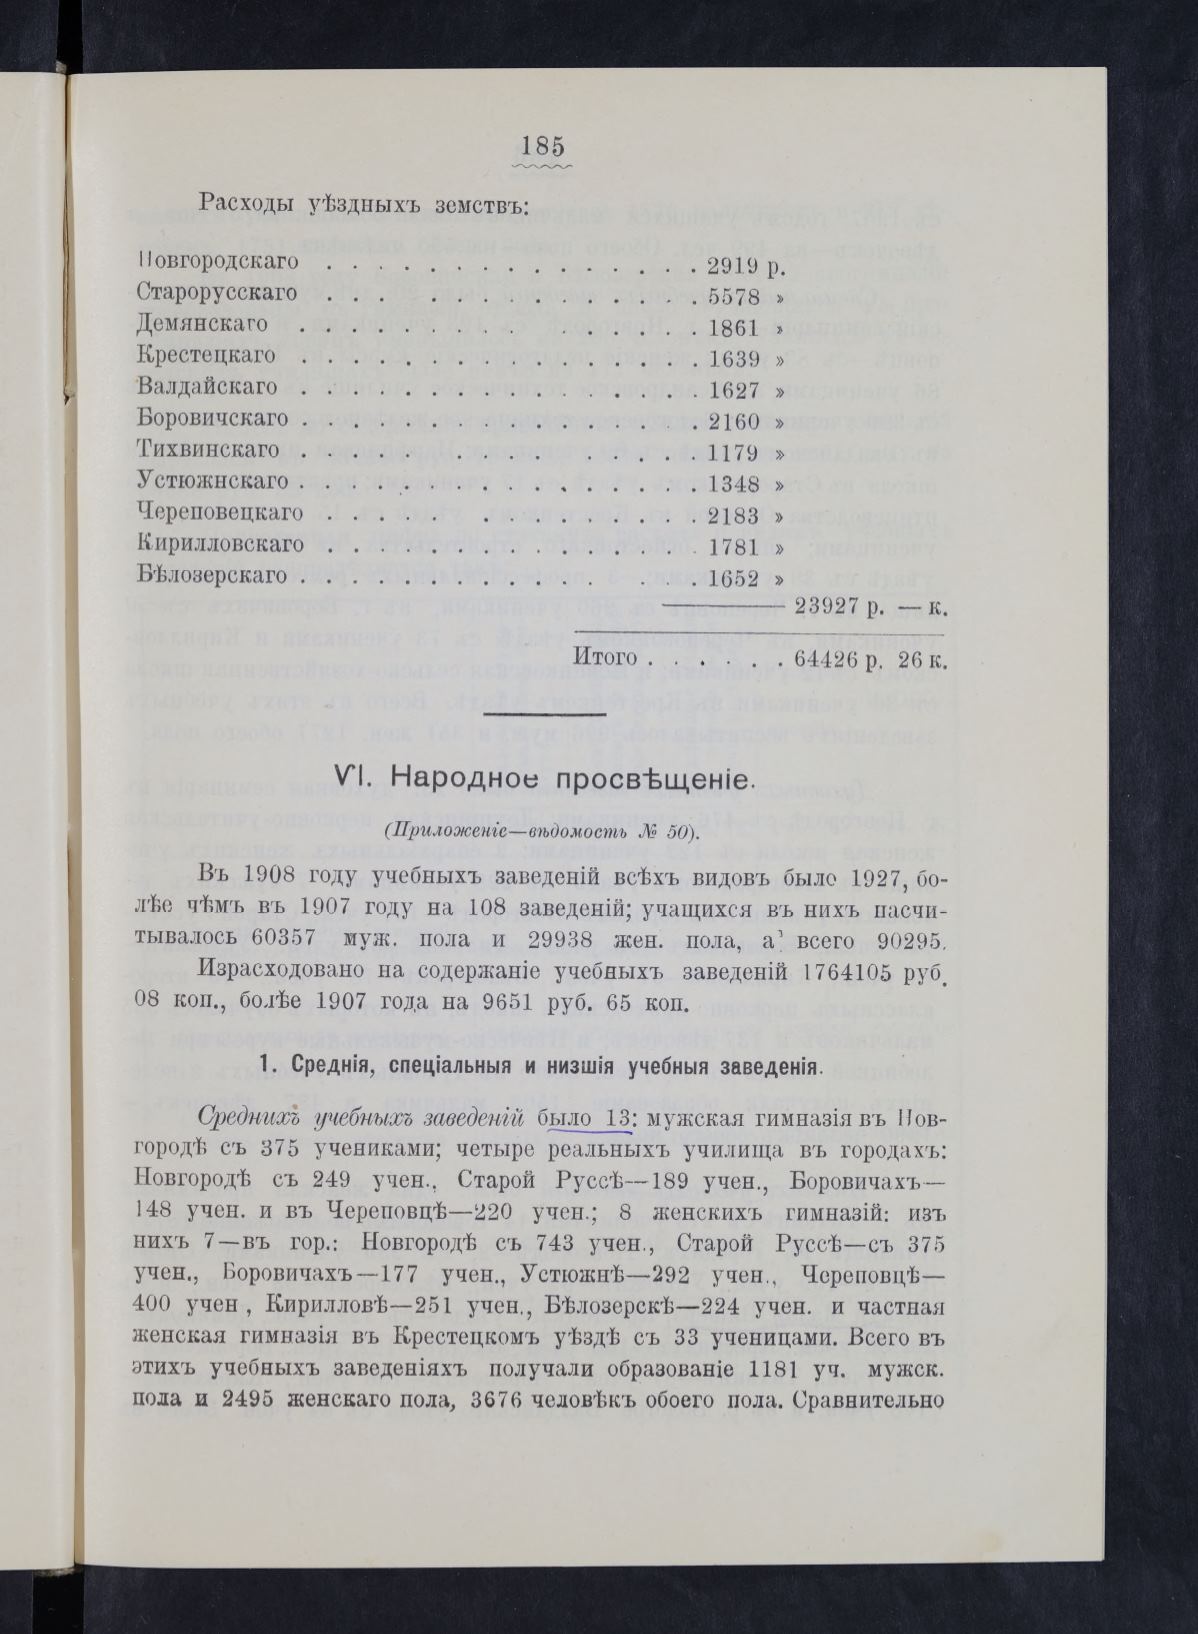 185
Расходы уѣздныхъ земствъ:
Новгородскаго . . . . . . . . . . . . . . . 2919 р.
Старорусскаго . . . . . . . . . . . . . . . 5578 »
Демянскаго . . . . . . . . . . . . . . . . 1861 »
Крестецкаго . . . . . . . . . . . . . . . . 1639 »
Валдайскаго . . . . . . . . . . . . . . . . 1627 »
Боровичскаго . . . . . . . . . . . . . . . . 2160 »
Тихвинскаго . . . . . . . . . . . . . . . . 1179 »
Устюжнскаго . . . . . . . . . . . . . . . . 1348 »
Череповецкаго . . . . . . . . . . . . . . 2183 »
Кирилловскаго . . . . . . . . . . . . . . . 1781 »
Бѣлозерскаго . . . . . . . . . . . . . . . 1652 »
23927 р. — к.
Итого . . . . . . 64426 р. 26 к.
VI. Народное просвѣщеніе.
(Приложеніе—вѣдомость № 50).
Въ 1908 году учебныхъ заведеній всѣхъ видовъ было 1927, бо-
лѣе чѣмъ въ 1907 году на 108 заведеній; учащихся въ нихъ насчи-
тывалось 60357 муж. пола и 29938 жен. пола, а всего 90295.
Израсходовано на содержаніе учебныхъ заведеній 1764105 руб.
08 коп., болѣе 1907 года на 9651 руб. 65 коп.
1. Среднія, спеціальныя и низшія учебныя заведенія.
Среднихъ учебныхъ заведеній было 13: мужская гимназія въ Нов-
городѣ съ 375 учениками; четыре реальныхъ училища въ городахъ:
Новгородѣ съ 249 учен., Старой Руссѣ—189 учен., Боровичахъ—
148 учен. и въ Череповцѣ—220 учен.; 8 женскихъ гимназій: изъ
нихъ 7—въ гор.: Новгородѣ съ 743 учен., Старой Руссѣ—съ 375
учен., Боровичахъ—177 учен., Устюжнѣ—292 учен., Череповцѣ—
400 учен , Кирилловѣ—251 учен., Бѣлозерскѣ—224 учен. и частная
женская гимназія въ Крестецкомъ уѣздѣ съ 33 ученицами. Всего въ
этихъ учебныхъ заведеніяхъ получали образованіе 1181 уч. мужск.
пола и 2495 женскаго пола, 3676 человѣкъ обоего пола. Сравнительно